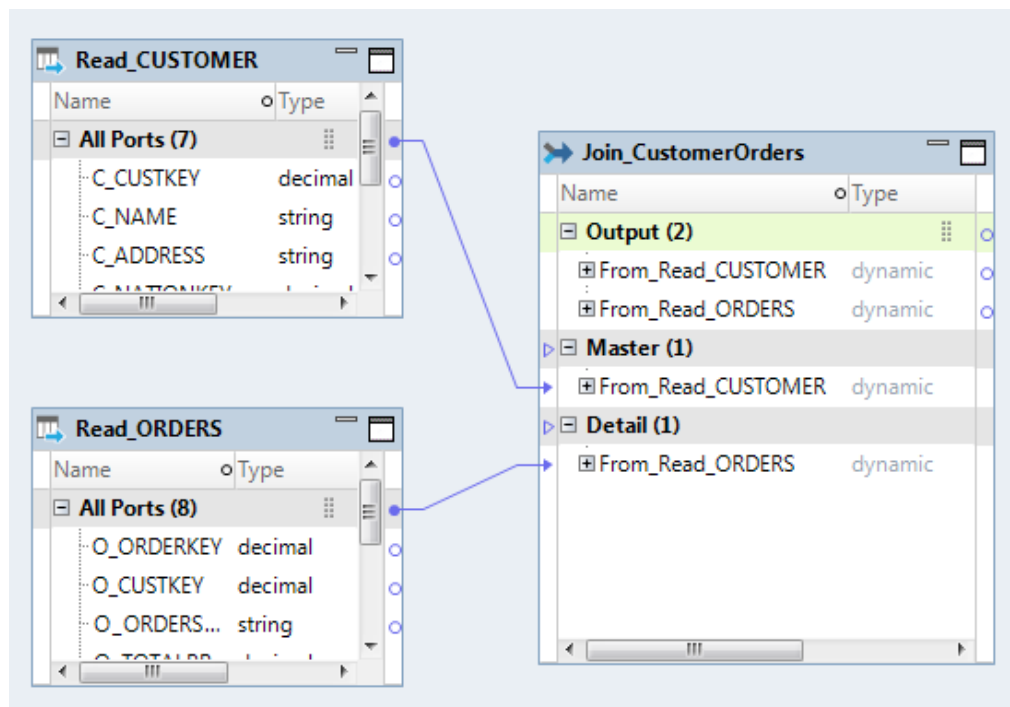 Read_CUSTOMER
Name Type
All Ports (7)
C_CUSTKEY decimal
C_NAME string
C_ADDRESS string
Read_ORDERS
Name Type
All Ports (8)
O_ORDERKEY decimal
O_CUSTKEY decimal
O_ORDERS... string
Join_CustomerOrders
Name Type
Output (2)
From_Read_CUSTOMER dynamic
From_Read_ORDERS dynamic
Master (1)
From_Read_CUSTOMER dynamic
Detail (1)
From_Read_ORDERS dynamic